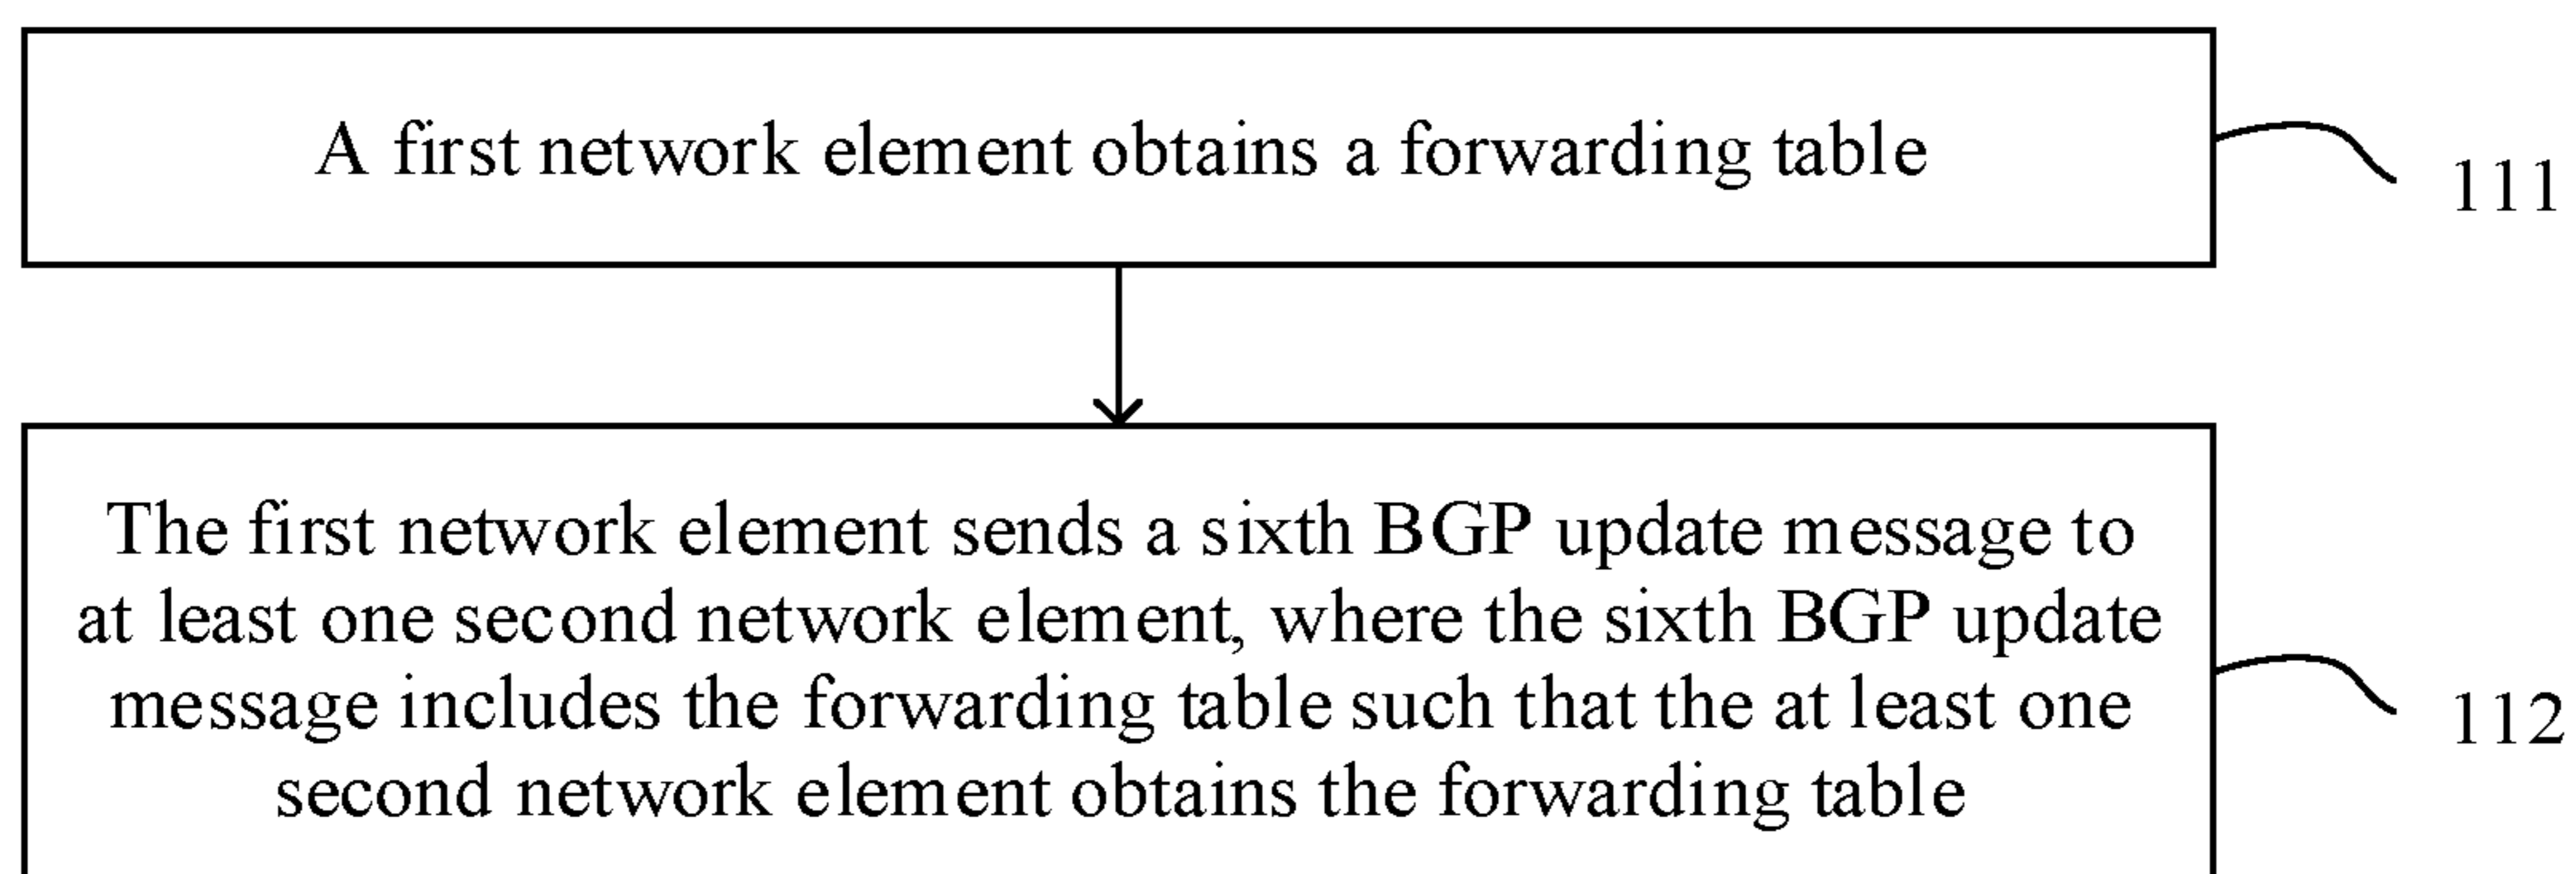 A first network element obtains a forwarding table
111
The first network element sends a sixth BGP update message to
at least one second network element, where the sixth BGP update
message includes the forwarding table such that the at least one
second network element obtains the forwarding table
112